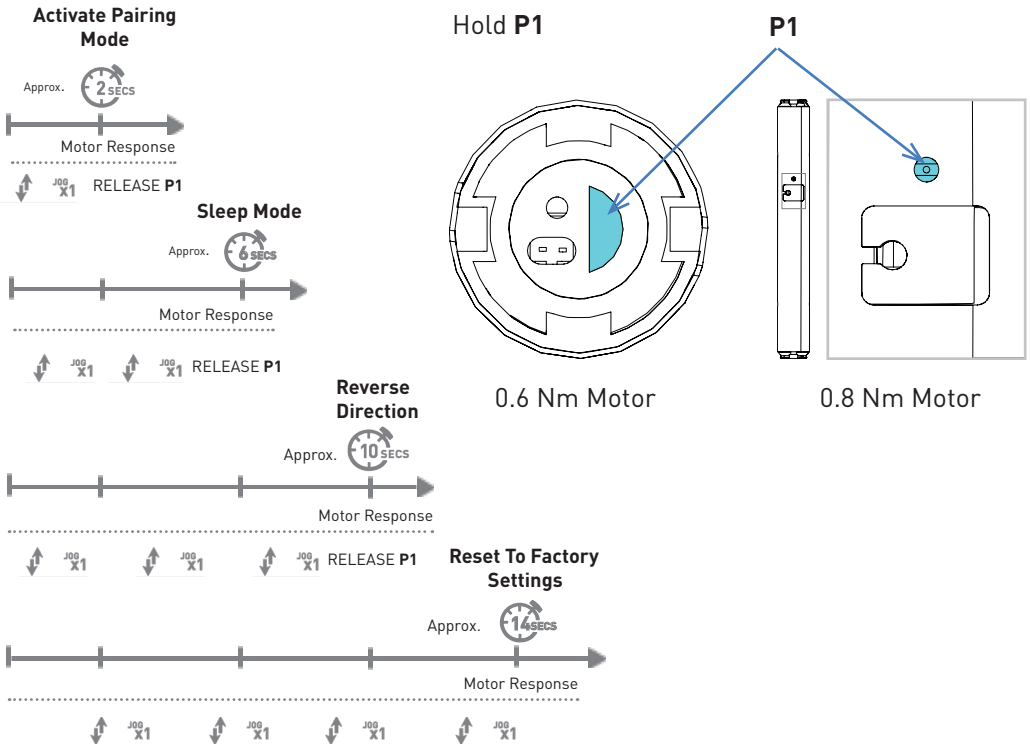 Activate Pairing
Mode
Approx.
2 SECS
Motor Response
JOG
X1
RELEASE P1
Sleep Mode
Approx.
6 SECS
Motor Response
JOG
X1
JOG
X1
RELEASE P1
Reverse
Direction
Approx.
10 SECS
Motor Response
JOG
X1
JOG
X1
JOG
X1
RELEASE P1
Reset To Factory
Settings
Approx.
14 SECS
Motor Response
JOG
X1
JOG
X1
JOG
X1
JOG
X1
Hold P1
P1
0.6 Nm Motor
0.8 Nm Motor